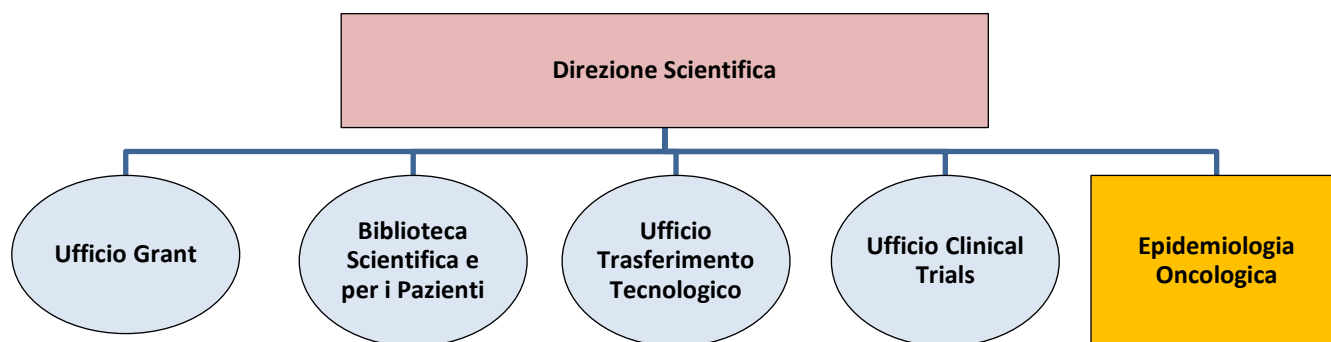 Direzione Scientifica
Ufficio Grant
Biblioteca
Scientifica e
per i Pazienti
Ufficio
Trasferimento
Tecnologico
Ufficio Clinical
Trials
Epidemiologia
Oncologica